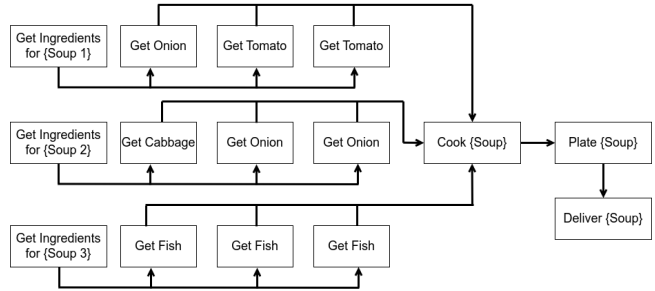 Get Ingredients
for {Soup 1}
Get Onion
Get Tomato
Get Tomato
Get Ingredients
for {Soup 2}
Get Cabbage
Get Onion
Get Onion
Cook {Soup}
Plate {Soup}
Deliver {Soup}
Get Ingredients
for {Soup 3}
Get Fish
Get Fish
Get Fish